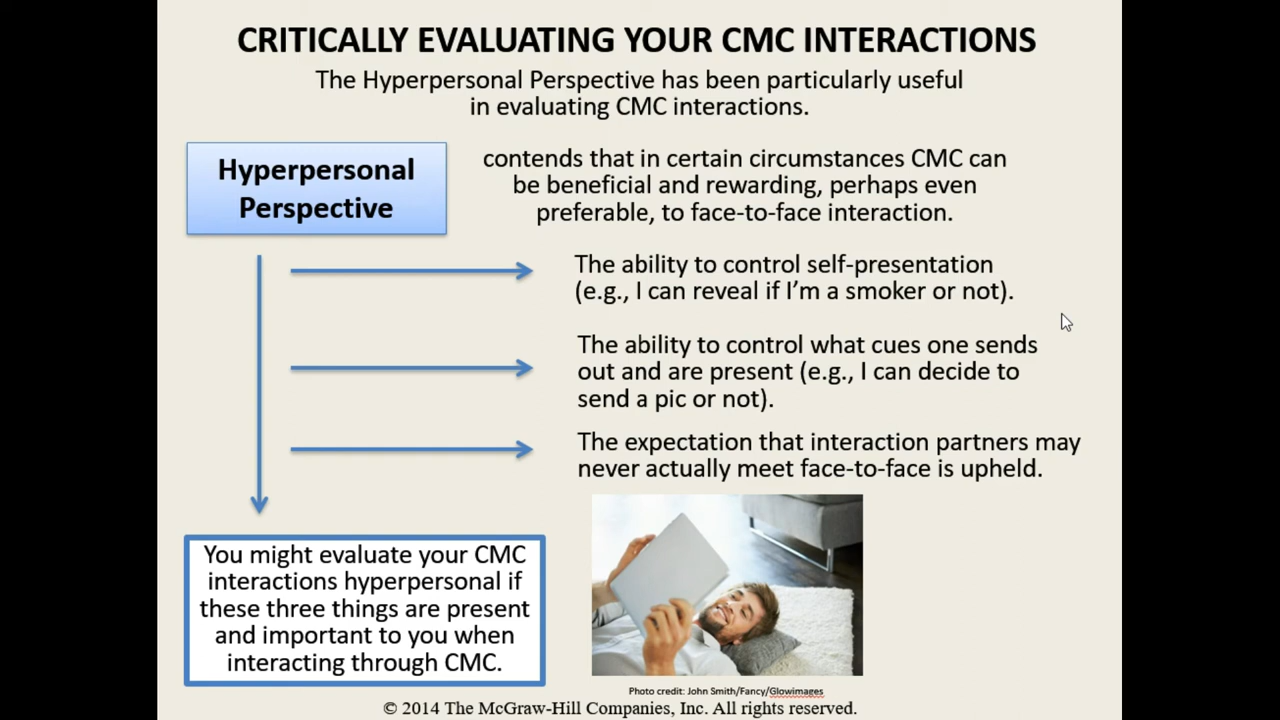 CRITICALLY EVALUATING YOUR CMC INTERACTIONS
The Hyperpersonal Perspective has been particularly useful
in evaluating CMC interactions.
Hyperpersonal
Perspective
contends that in certain circumstances CMC can
be beneficial and rewarding, perhaps even
preferable, to face-to-face interaction.
The ability to control self-presentation
(e.g., I can reveal if I’m a smoker or not).
The ability to control what cues one sends
out and are present (e.g., I can decide to
send a pic or not).
The expectation that interaction partners may
never actually meet face-to-face is upheld.
You might evaluate your CMC
interactions hyperpersonal if
these three things are present
and important to you when
interacting through CMC.
Photo credit: John Smith/Fancy/Glowimages
© 2014 The McGraw-Hill Companies, Inc. All rights reserved.